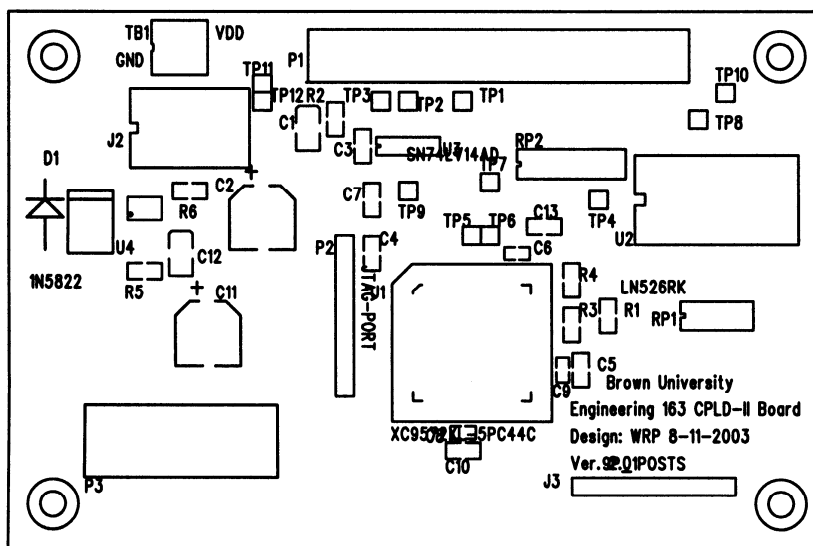 TB1 VDD
GND
P1
TP11
TP12
R2
TP3
TP2
TP1
TP10
TP8
J2
C1
C3
U3
RP2
D1
C2
R6
C7
TP9
TP7
TP4
U2
U4
C12
TP5
TP6
C13
C6
P2
C4
JTAG-PORT
1N5822
R5
C11
U1
R4
LN526RK
R3
R1
RP1
C5
C9
Brown University
Engineering 163 CPLD-II Board
Design: WRP 8-11-2003
C10
P3
J3